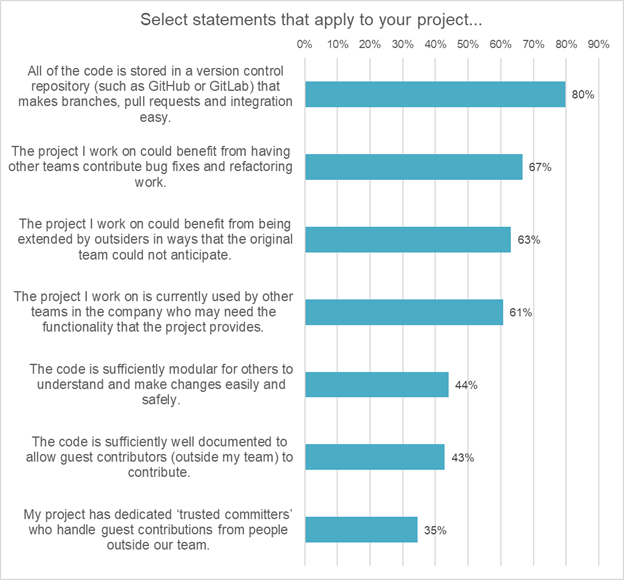 Select statements that apply to your project...
0% 10% 20% 30% 40% 50% 60% 70% 80% 90%
All of the code is stored in a version control
repository (such as GitHub or GitLab) that
makes branches, pull requests and integration
easy.
80%
The project I work on could benefit from having
other teams contribute bug fixes and refactoring
work.
67%
The project I work on could benefit from being
extended by outsiders in ways that the original
team could not anticipate.
63%
The project I work on is currently used by other
teams in the company who may need the
functionality that the project provides.
61%
The code is sufficiently modular for others to
understand and make changes easily and
safely.
44%
The code is sufficiently well documented to
allow guest contributors (outside my team) to
contribute.
43%
My project has dedicated ‘trusted committers’
who handle guest contributions from people
outside our team.
35%